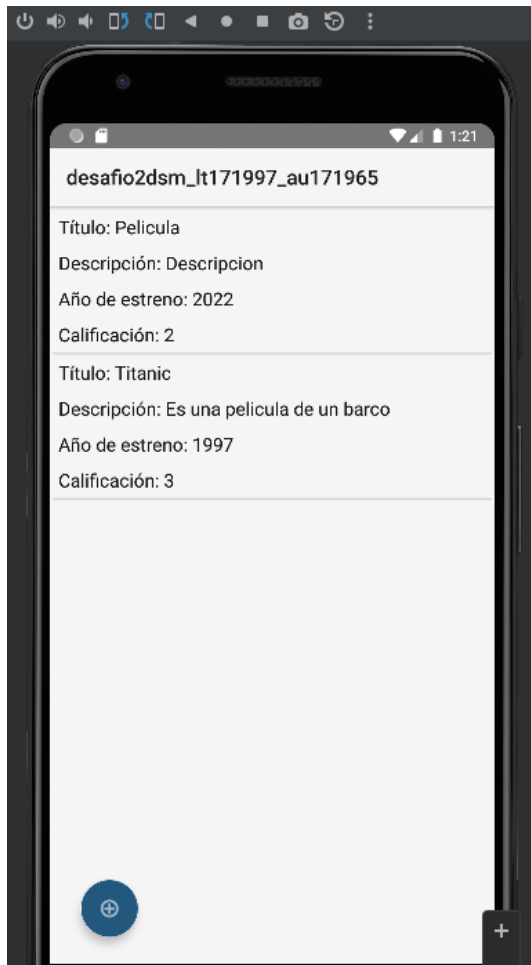 1:21
desafio2dsm_lt171997_au171965
Título: Pelicula
Descripción: Descripcion
Año de estreno: 2022
Calificación: 2
Título: Titanic
Descripción: Es una pelicula de un barco
Año de estreno: 1997
Calificación: 3